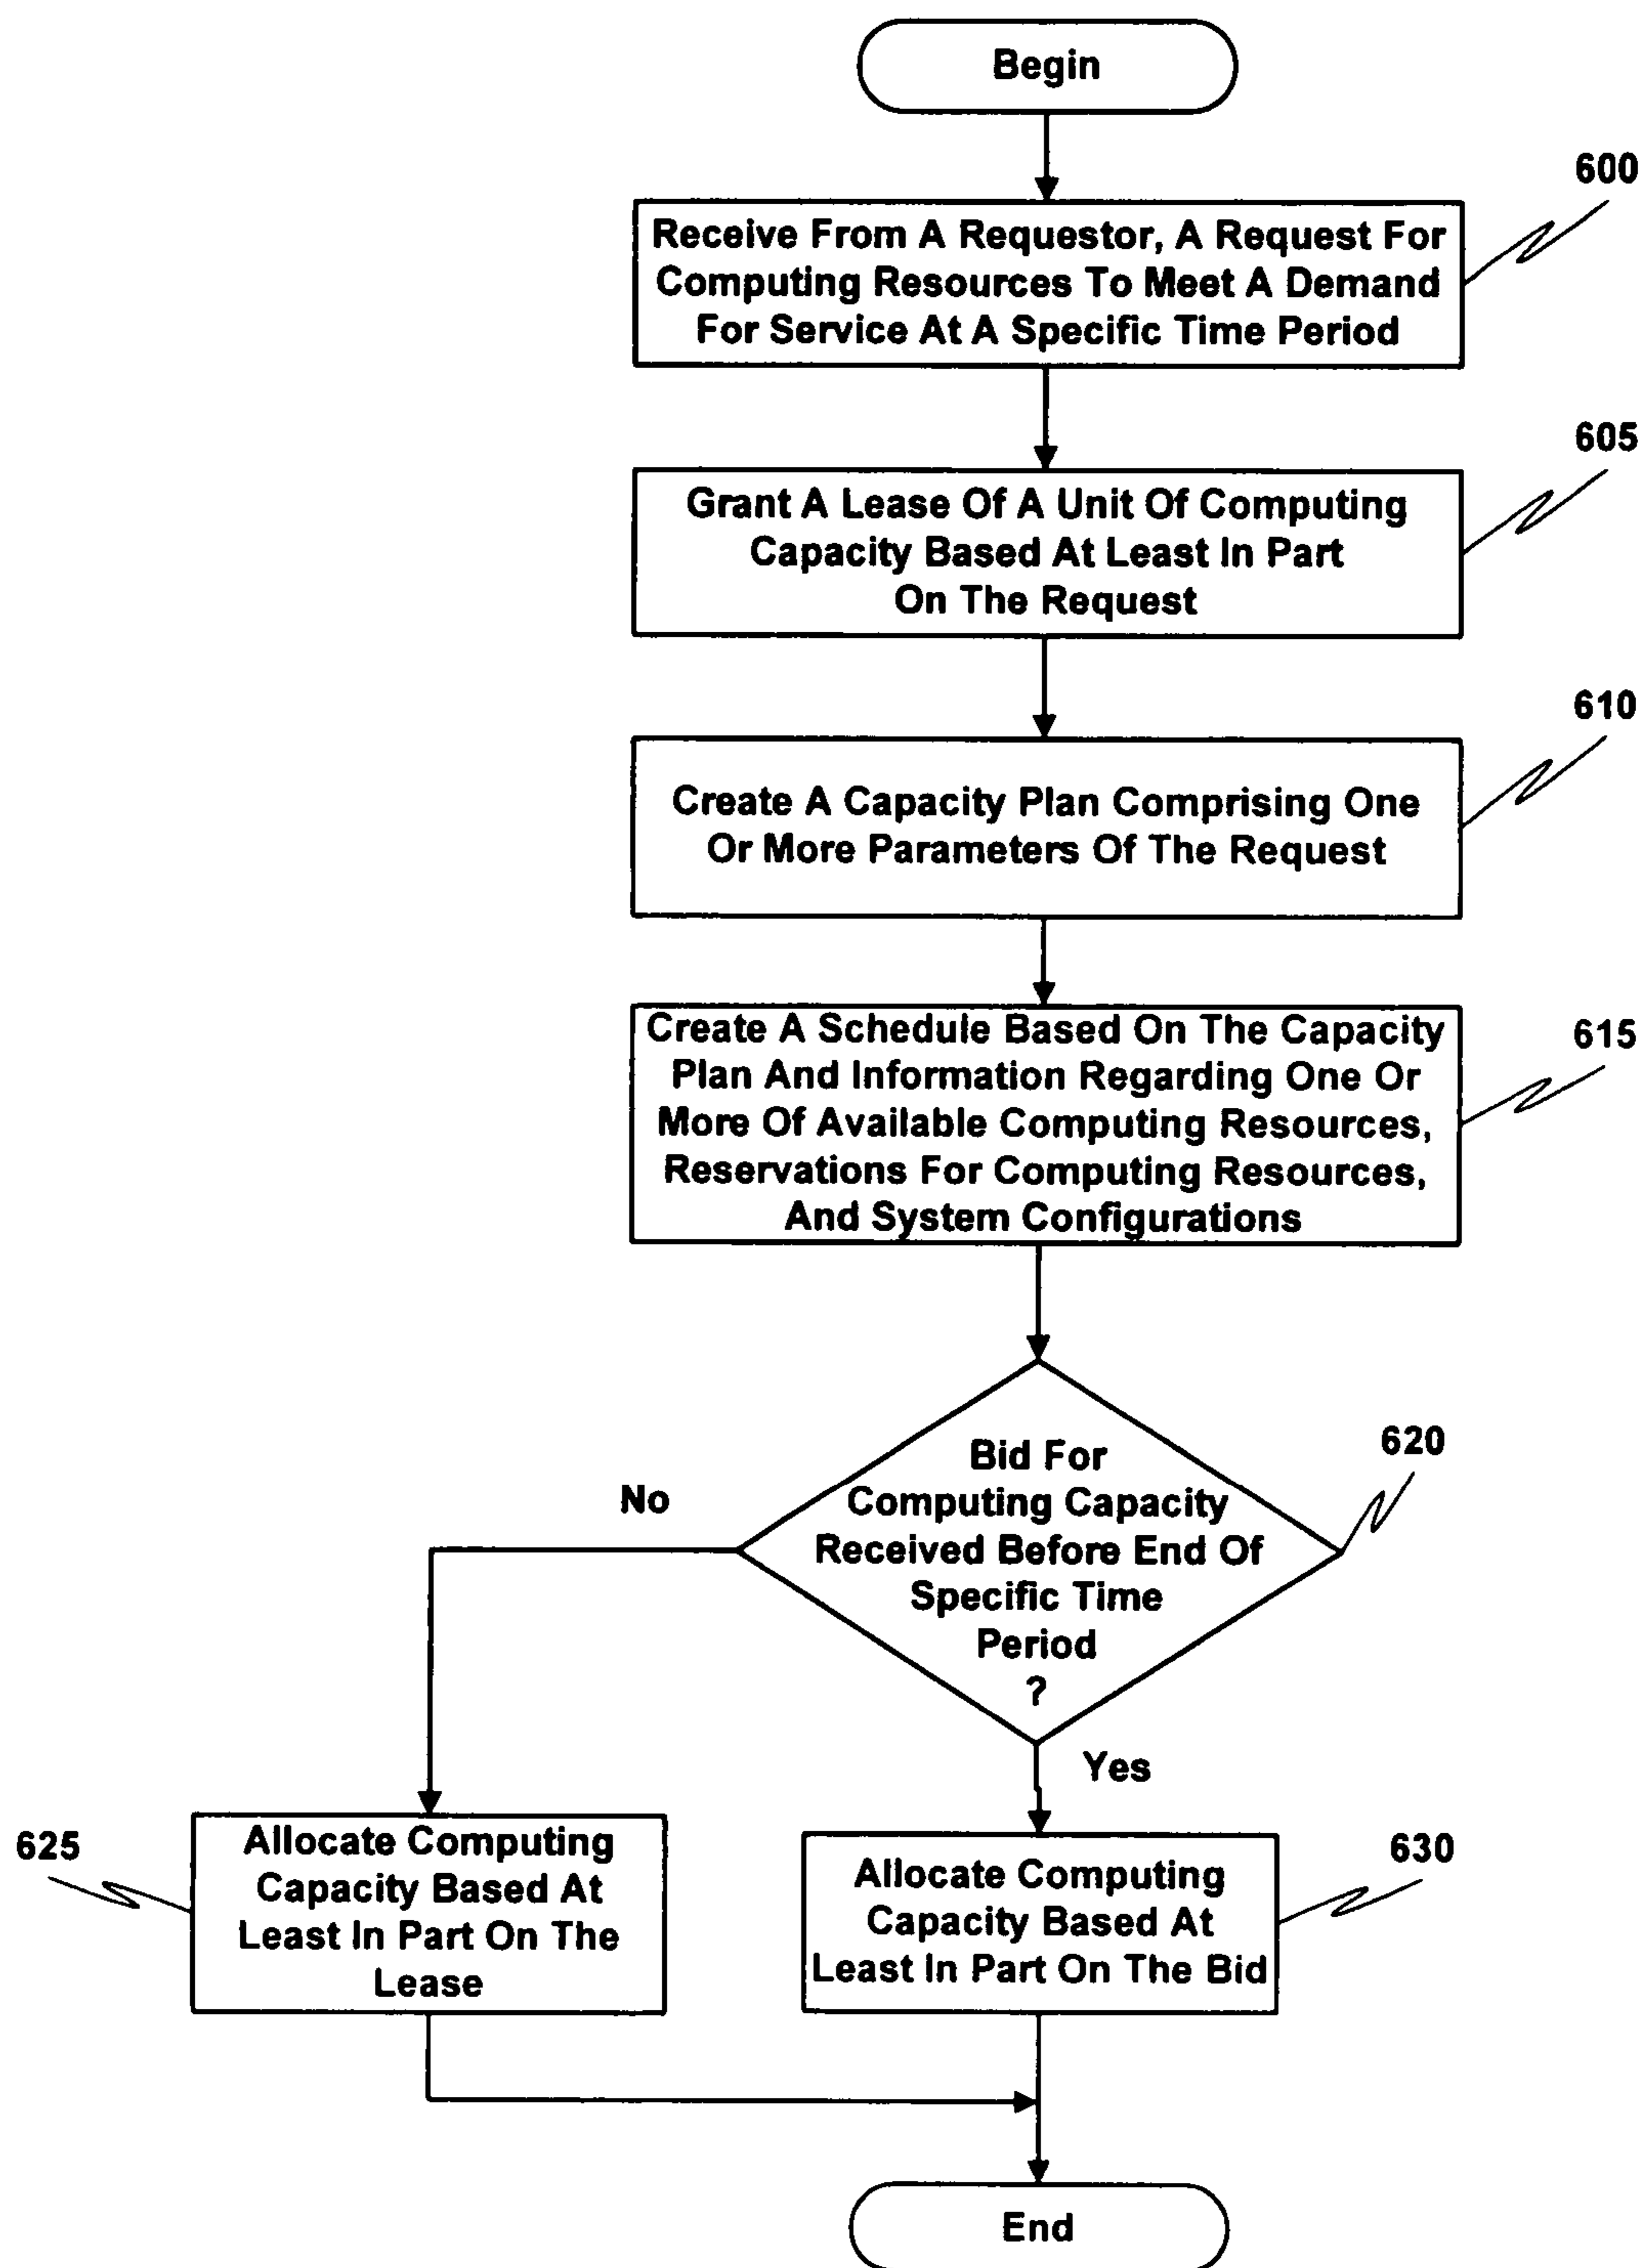 Begin
600
Receive From A Requestor, A Request For
Computing Resources To Meet A Demand
For Service At A Specific Time Period
605
Grant A Lease Of A Unit Of Computing
Capacity Based At Least In Part
On The Request
610
Create A Capacity Plan Comprising One
Or More Parameters Of The Request
615
Create A Schedule Based On The Capacity
Plan And Information Regarding One Or
More Of Available Computing Resources,
Reservations For Computing Resources,
And System Configurations
620
Bid For
Computing Capacity
Received Before End Of
Specific Time
Period
?
No
Yes
625
Allocate Computing
Capacity Based At
Least In Part On The
Lease
630
Allocate Computing
Capacity Based At
Least In Part On The Bid
End